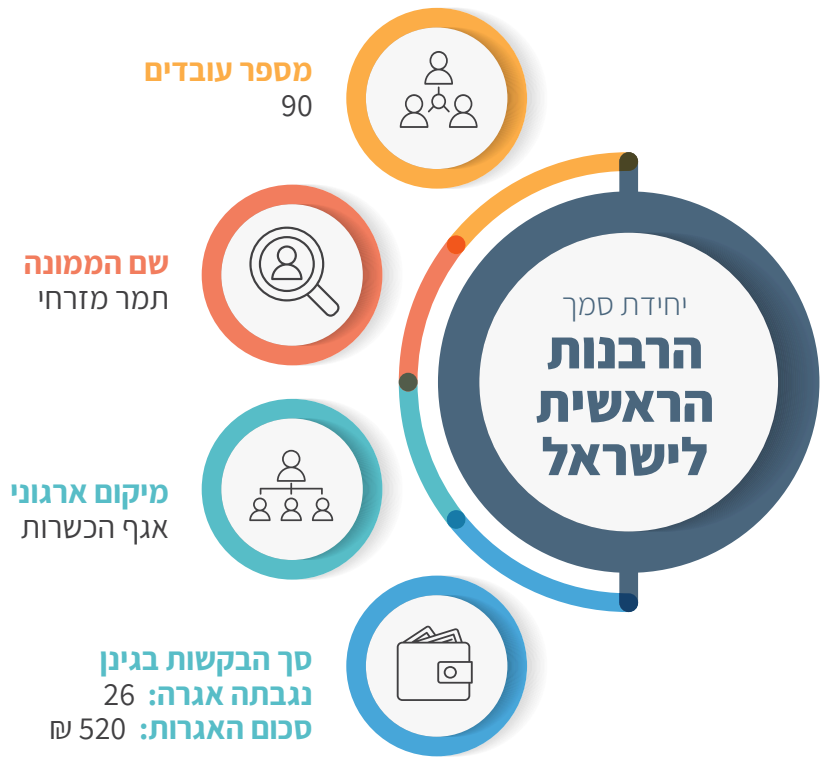 יחידת סמך
הרבנות
הראשית
לישראל
מספר עובדים
90
שם הממונה
תמר מזרחי
מיקום ארגוני
אגף הכשרות
סך הבקשות בגינן
נגבתה אגרה: 26
סכום האגרות: 520 ₪